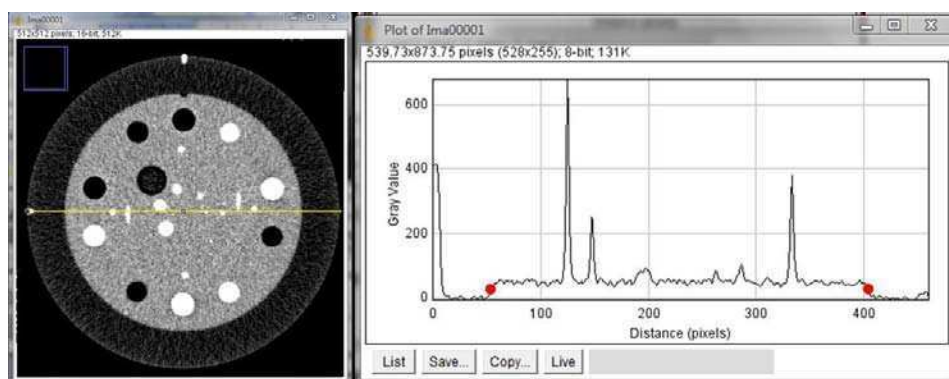 Ima00001
512x512 pixels; 16-bit; 512K
Plot of Ima00001
539.73x873.75 pixels (528x255); 8-bit; 131K
600
400
200
0
Gray Value
0 100 200 300 400
Distance (pixels)
List Save... Copy... Live